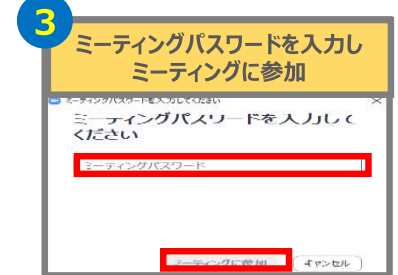 3
ミーティングパスワードを入力し
ミーティングに参加
ミーティングパスワードを入力してください
ミーティングパスワードを入力して
ください
ミーティングパスワード
ミーティングに参加
キャンセル